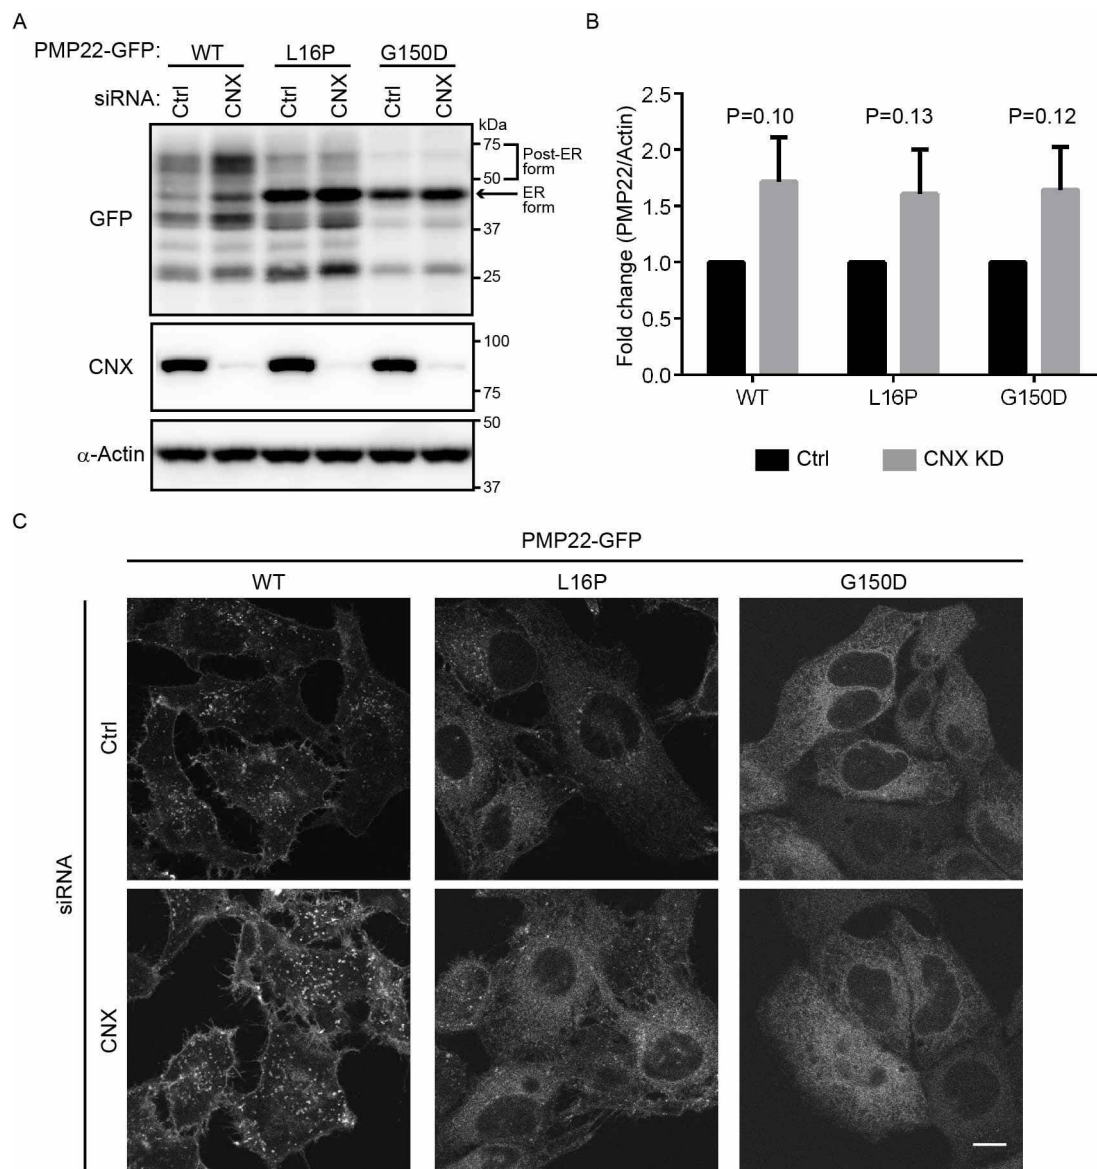 A
PMP22-GFP: WT L16P G150D
siRNA: Ctrl CNX Ctrl CNX Ctrl CNX
kDa
75
Post-ER
form
50
ER
form
GFP
37
25
100
CNX
75
50
α-Actin
37
B
Fold change (PMP22/Actin)
2.5
2.0
1.5
1.0
0.5
0.0
P=0.10 P=0.13 P=0.12
WT L16P G150D
Ctrl CNX KD
C
PMP22-GFP
WT L16P G150D
siRNA
Ctrl
CNX